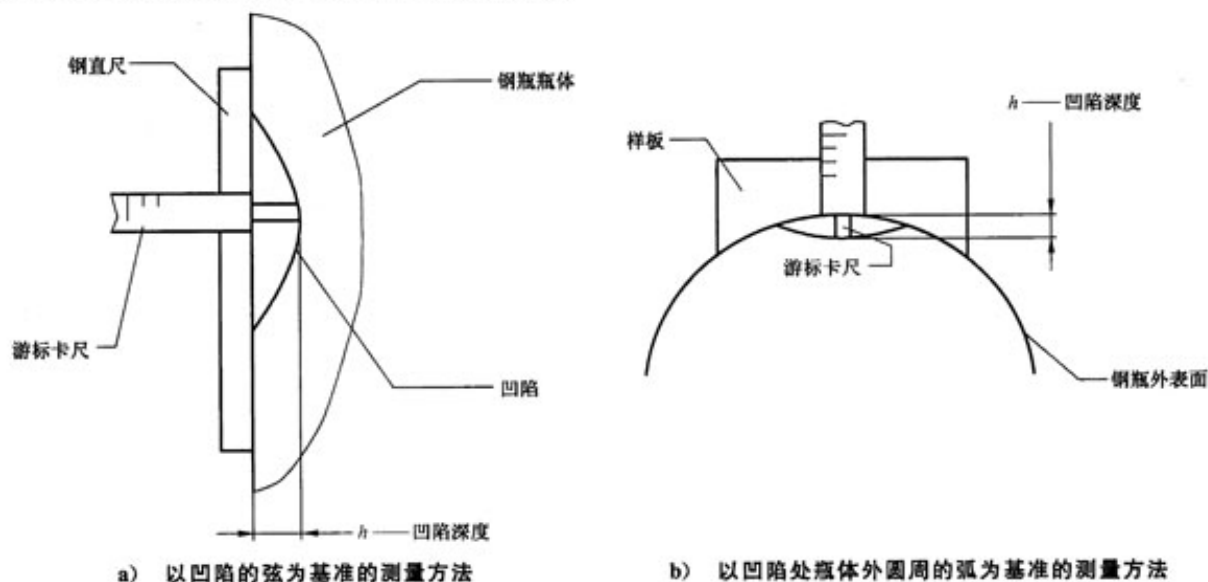 钢直尺
钢瓶瓶体
游标卡尺
凹陷
h——凹陷深度
a） 以凹陷的弦为基准的测量方法
h——凹陷深度
样板
游标卡尺
钢瓶外表面
b） 以凹陷处瓶体外圆周的弧为基准的测量方法